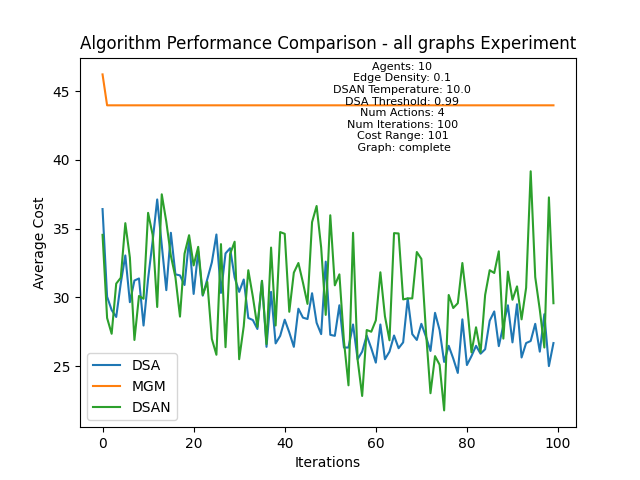 Algorithm Performance Comparison - all graphs Experiment
Agents: 10
Edge Density: 0.1
DSAN Temperature: 10.0
DSA Threshold: 0.99
Num Actions: 4
Num Iterations: 100
Cost Range: 101
Graph: complete
45
40
35
30
25
Average Cost
DSA
MGM
DSAN
0
20
40
60
80
100
Iterations